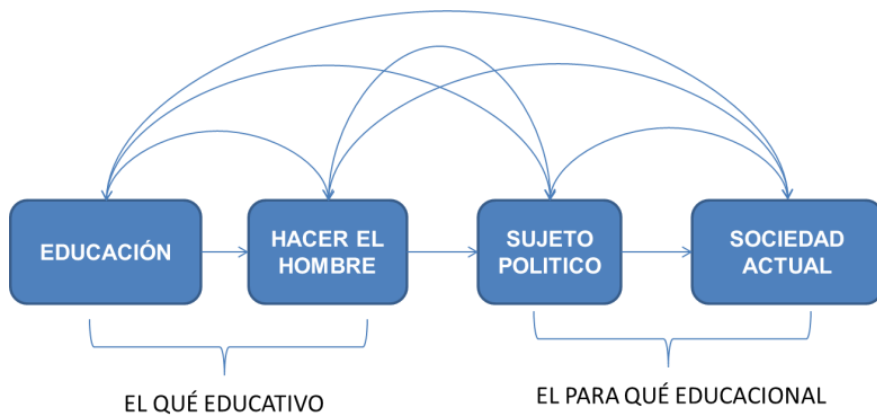 EDUCACIÓN
HACER EL
HOMBRE
SUJETO
POLITICO
SOCIEDAD
ACTUAL
EL QUÉ EDUCATIVO
EL PARA QUÉ EDUCACIONAL